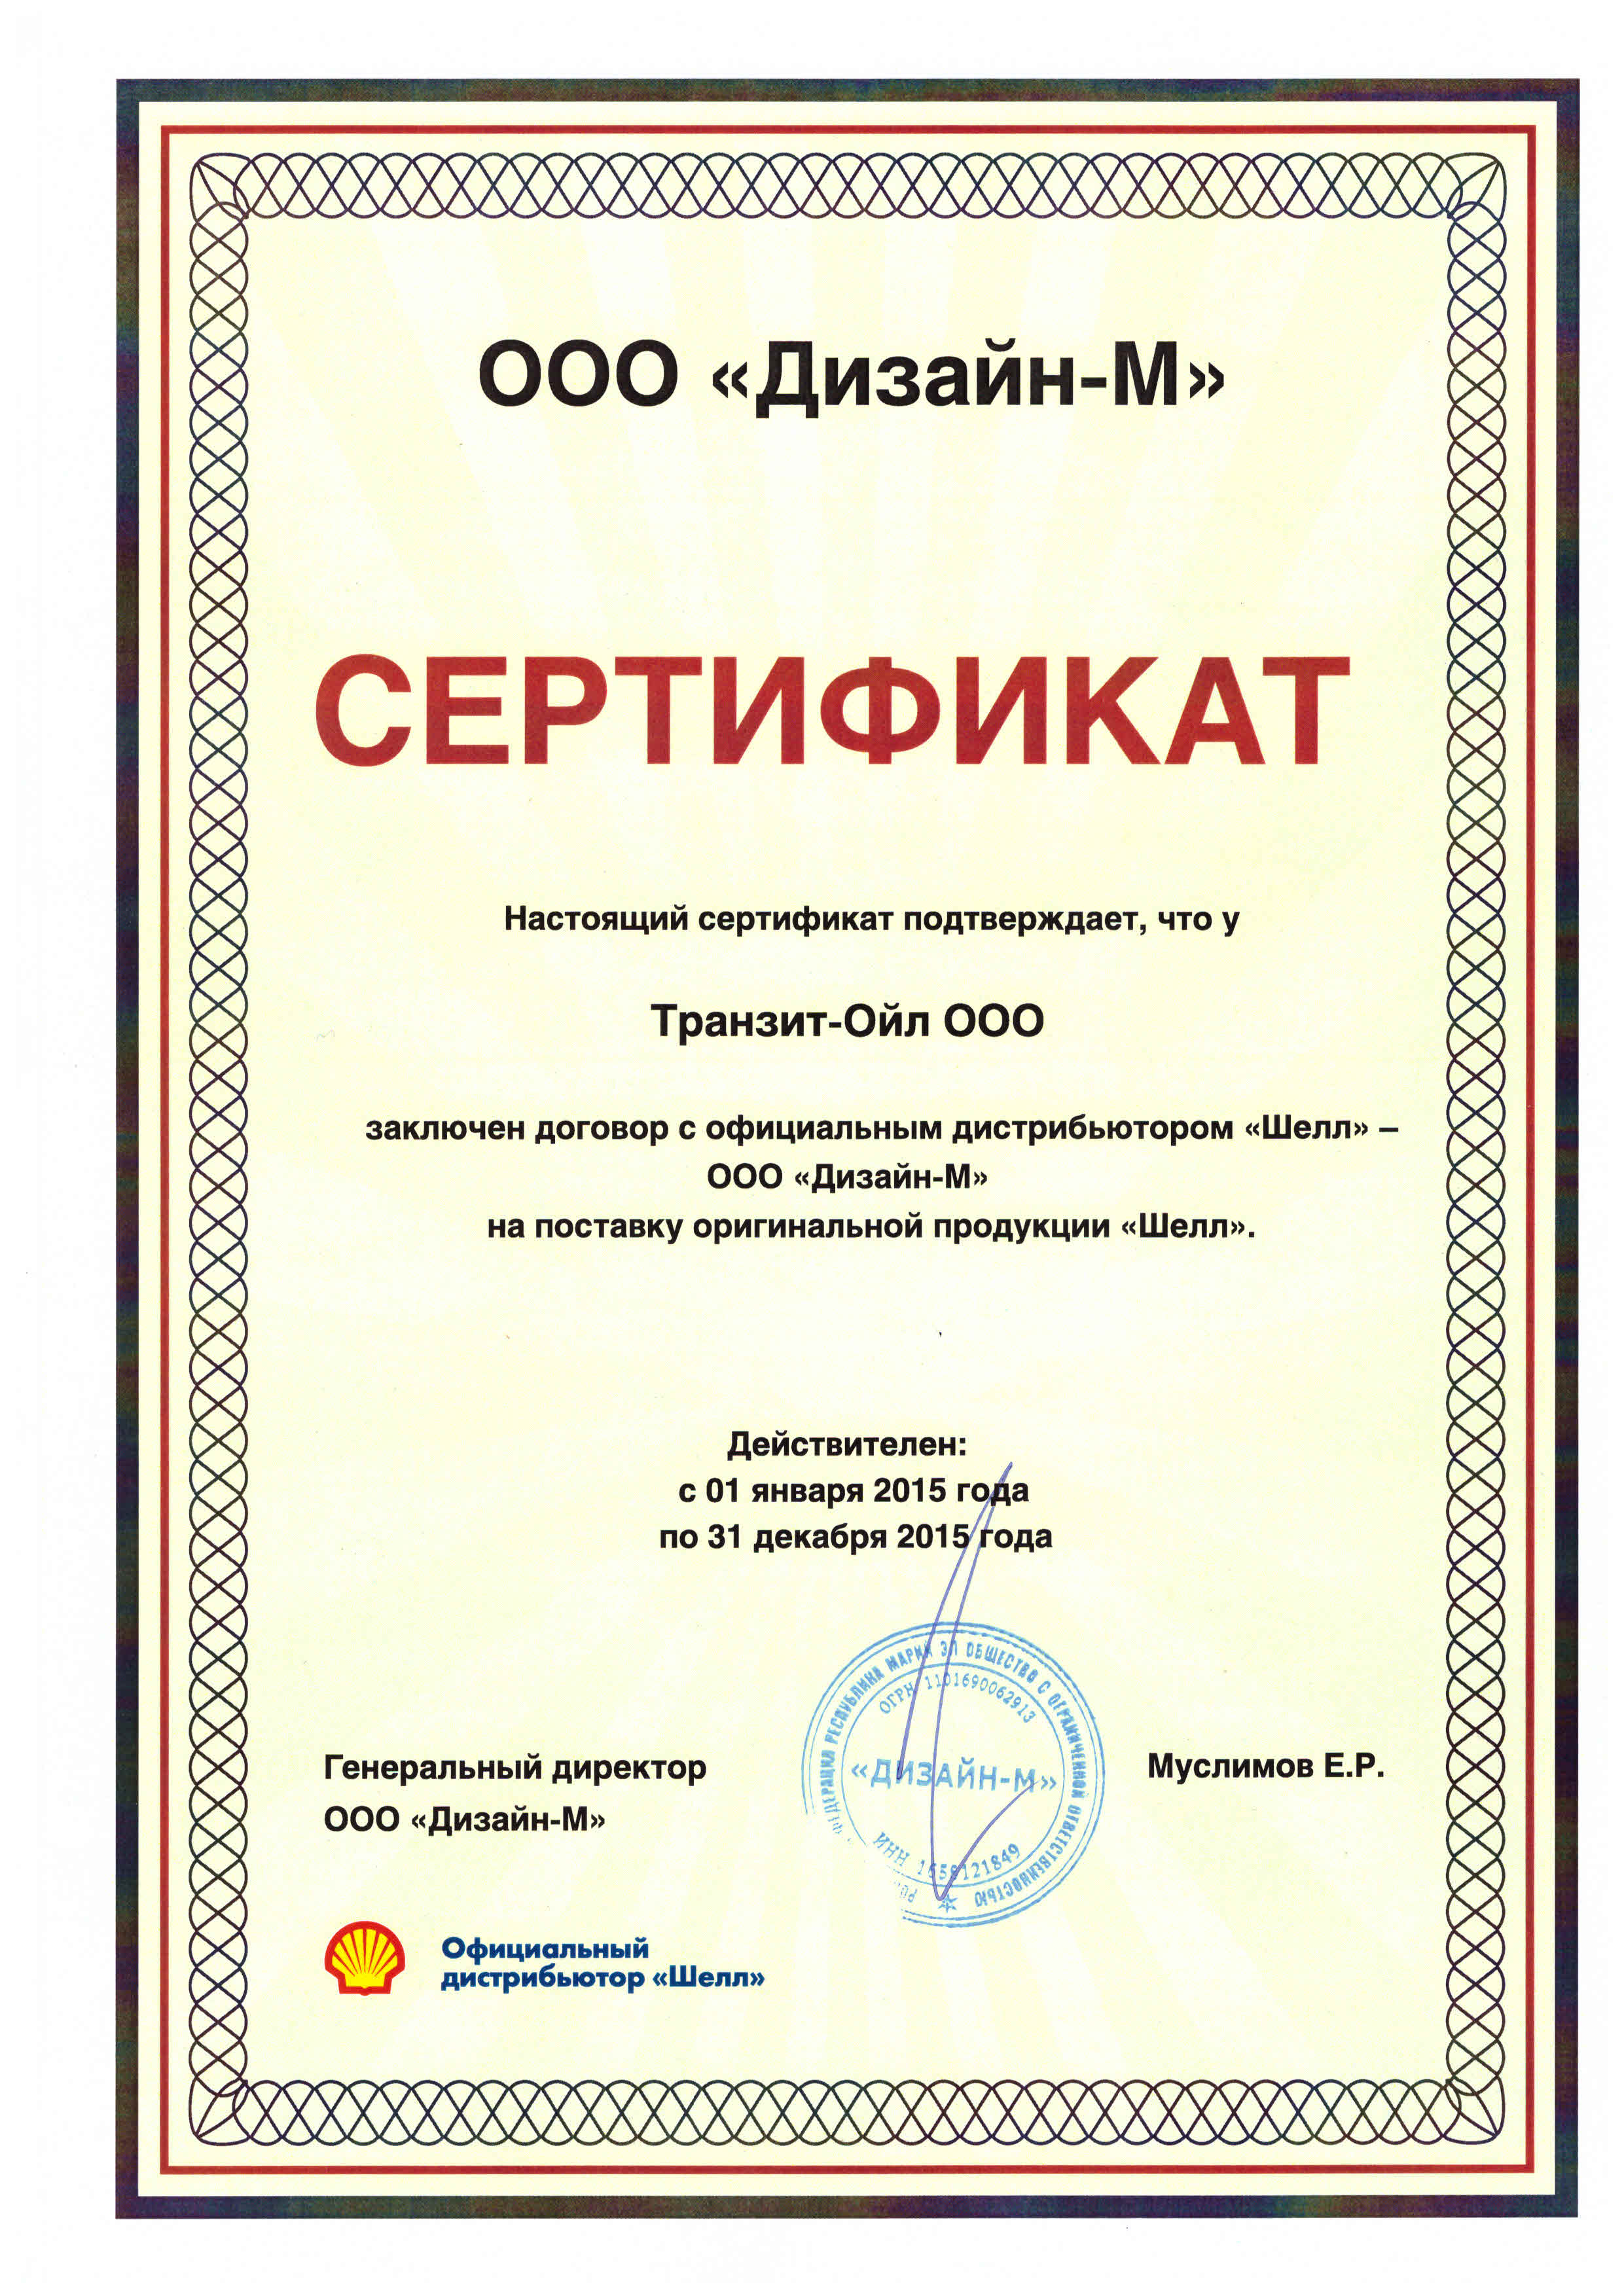 ООО «Дизайн-М»
СЕРТИФИКАТ
Настоящий сертификат подтверждает, что у
Транзит-Ойл ООО
заключен договор с официальным дистрибьютором «Шелл» –
ООО «Дизайн-М»
на поставку оригинальной продукции «Шелл».
Действителен:
с 01 января 2015 года
по 31 декабря 2015 года
Генеральный директор
ООО «Дизайн-М»
ФЕДЕРАЦИЯ РЕСПУБЛИКА МАРИЙ ЭЛ ОБЩЕСТВО С ОГРАНИЧЕННОЙ ОТВЕТСТВЕННОСТЬЮ
ОГРН 1101690062913
«ДИЗАЙН-М»
ИНН 1658121849
Муслимов Е.Р.
Официальный
дистрибьютор «Шелл»